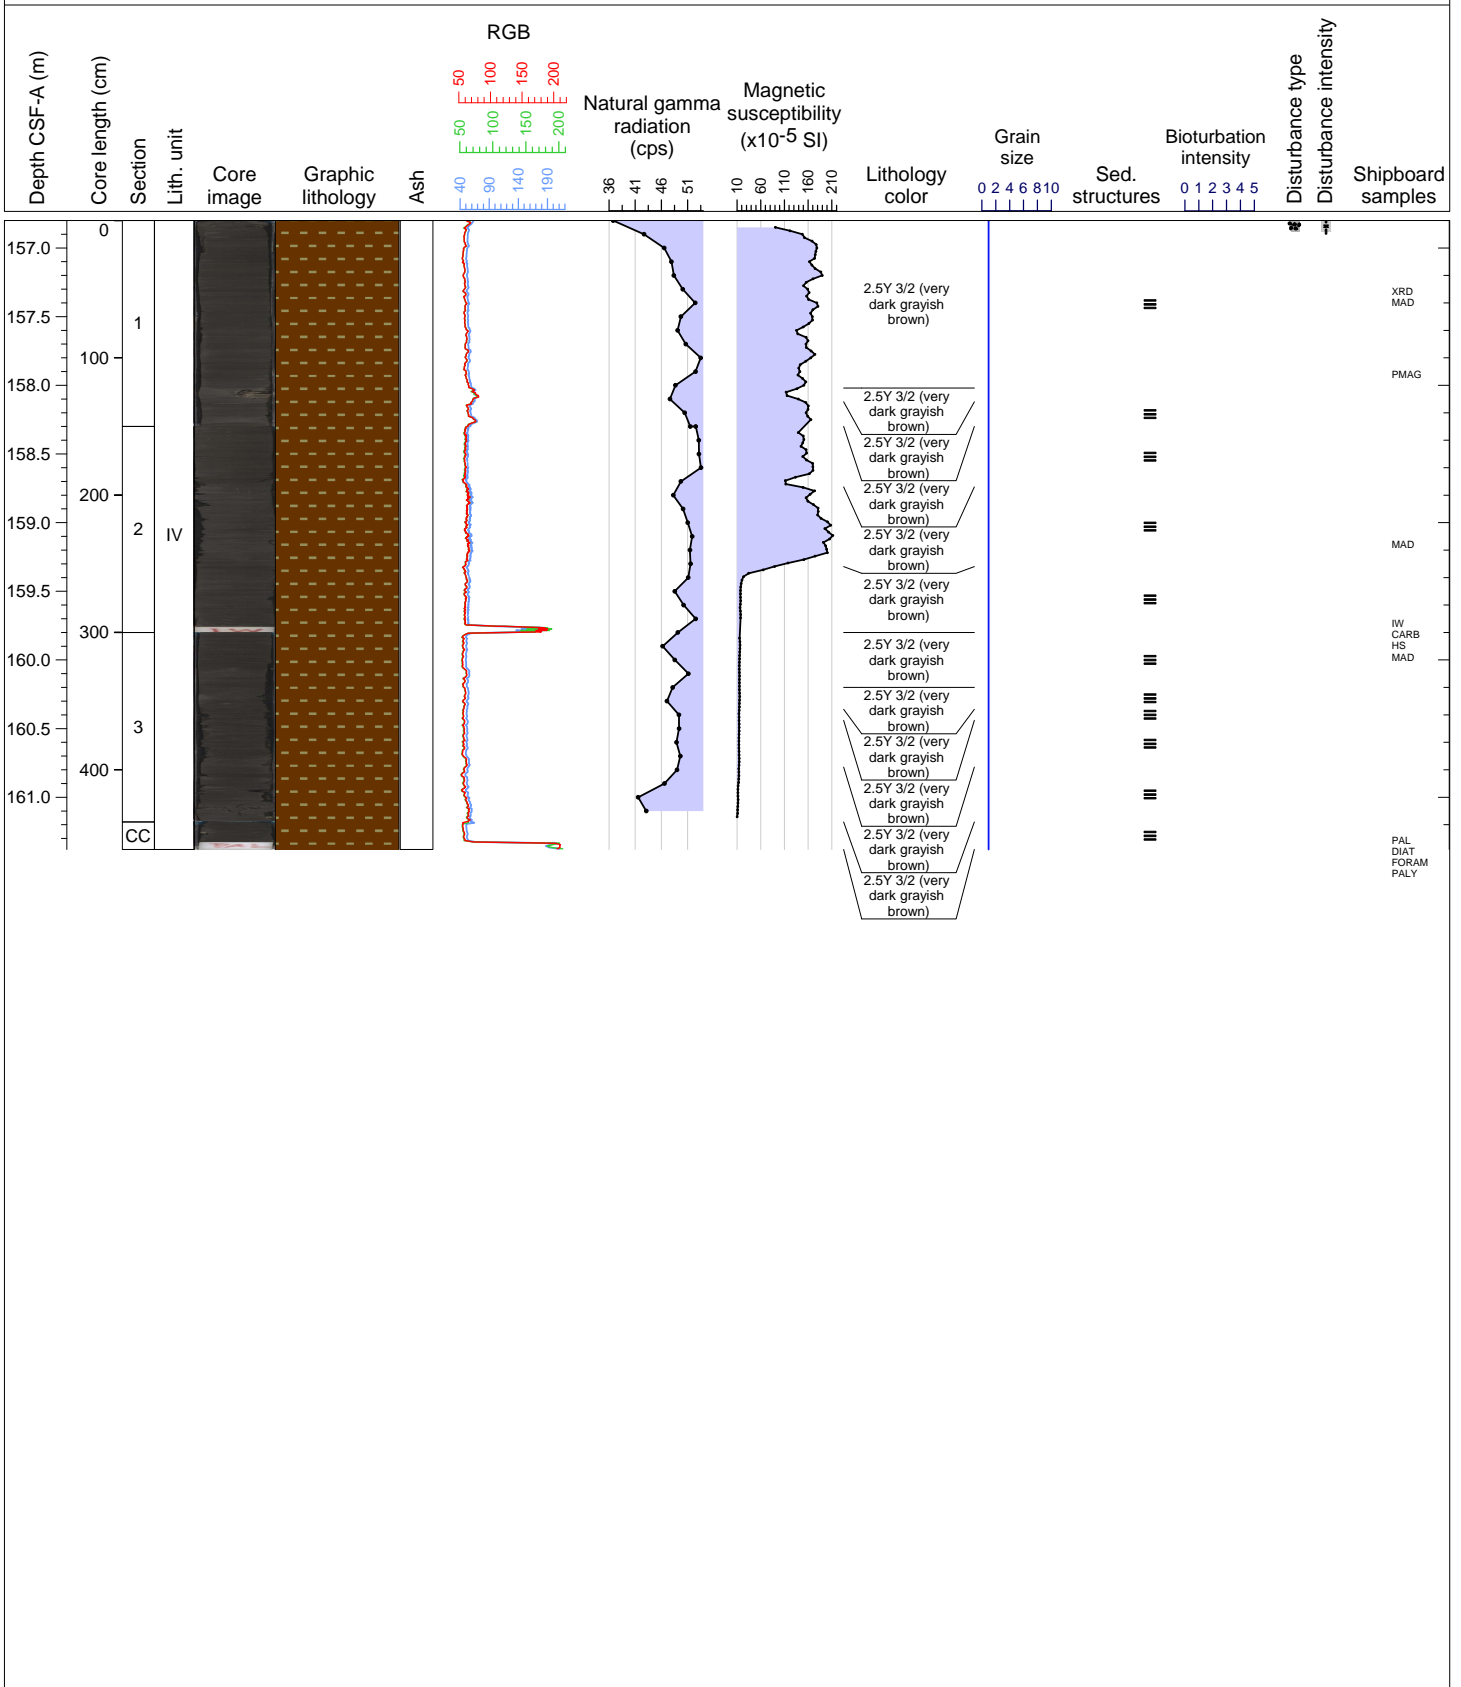 Depth CSF-A (m)
Core length (cm)
Section
Lith. unit
Core
image
Graphic
lithology
Ash
RGB
50 100 150 200
50 100 150 200
40 90 140 190
Natural gamma
radiation
(cps)
36 41 46 51
Magnetic
susceptibility
(x10-5 SI)
10 60 110 160 210
Lithology
color
Grain
size
0 2 4 6 8 10
Sed.
structures
Bioturbation
intensity
0 1 2 3 4 5
Disturbance type
Disturbance intensity
Shipboard
samples
157.0
157.5
158.0
158.5
159.0
159.5
160.0
160.5
161.0
0
100
200
300
400
1
2
3
CC
IV
2.5Y 3/2 (very
dark grayish
brown)
2.5Y 3/2 (very
dark grayish
brown)
2.5Y 3/2 (very
dark grayish
brown)
2.5Y 3/2 (very
dark grayish
brown)
2.5Y 3/2 (very
dark grayish
brown)
2.5Y 3/2 (very
dark grayish
brown)
2.5Y 3/2 (very
dark grayish
brown)
2.5Y 3/2 (very
dark grayish
brown)
2.5Y 3/2 (very
dark grayish
brown)
2.5Y 3/2 (very
dark grayish
brown)
2.5Y 3/2 (very
dark grayish
brown)
2.5Y 3/2 (very
dark grayish
brown)
XRD
MAD
PMAG
MAD
IW
CARB
HS
MAD
PAL
DIAT
FORAM
PALY